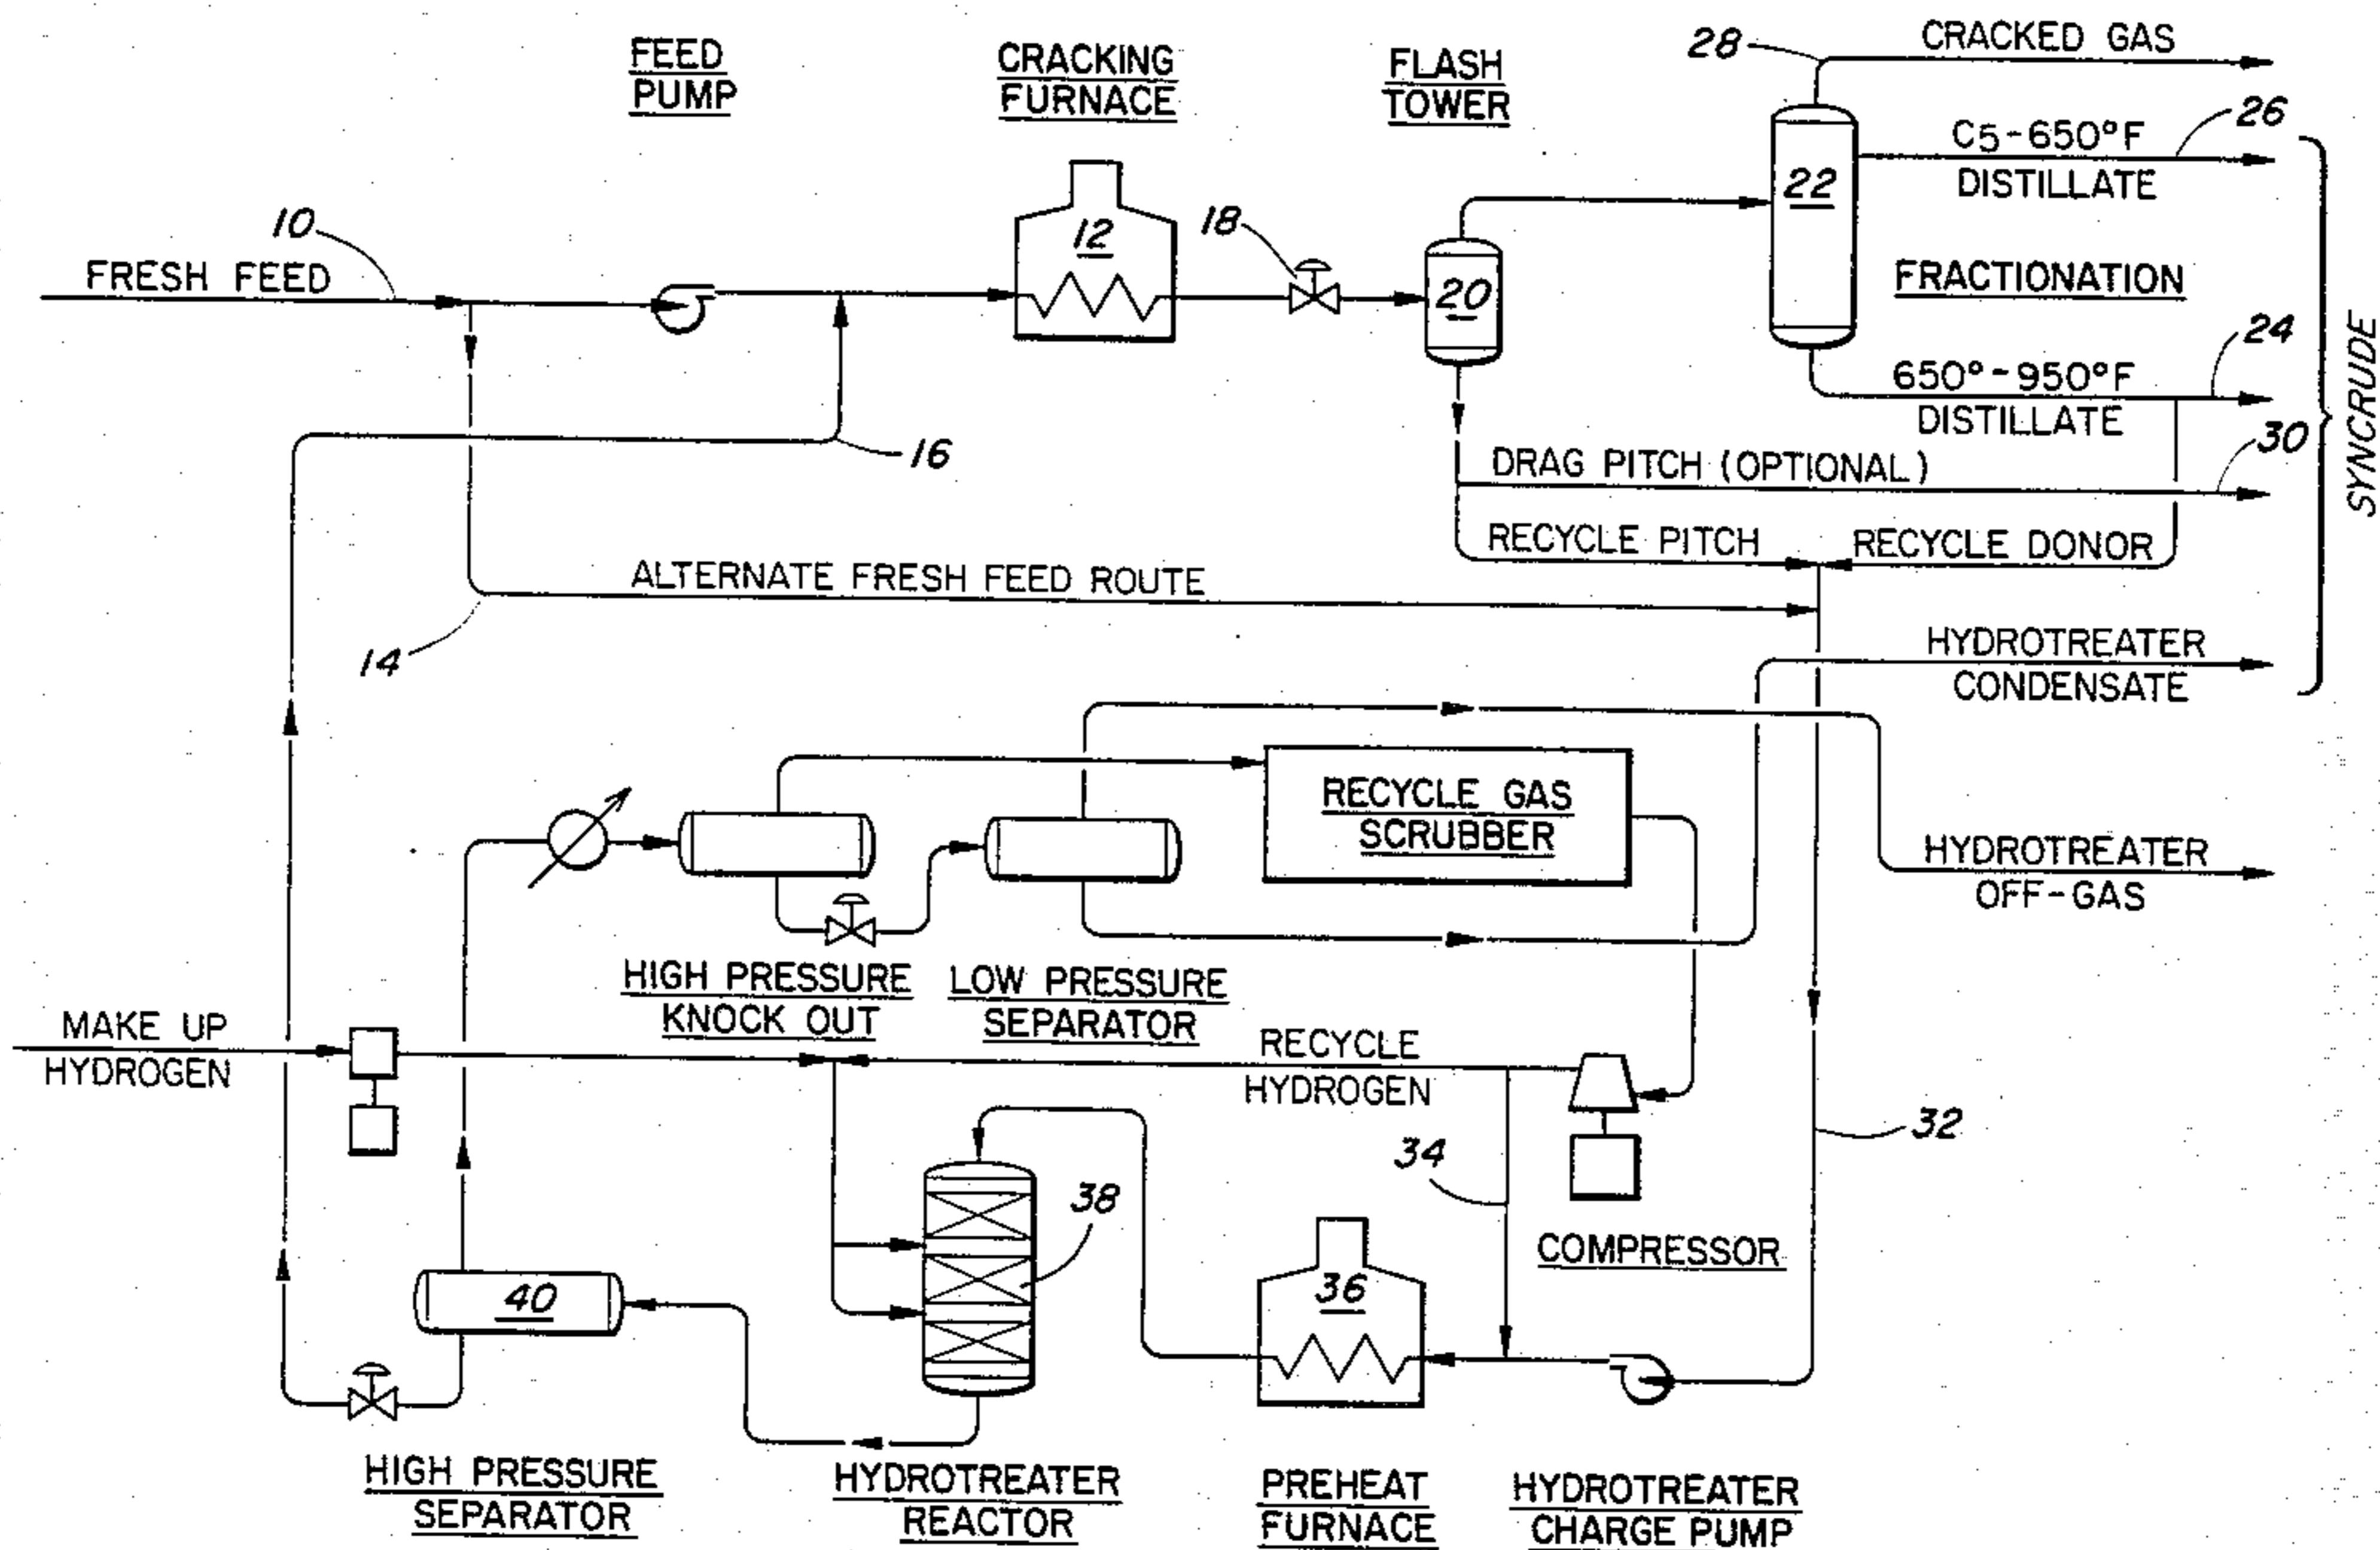 FEED
PUMP
CRACKING
FURNACE
FLASH
TOWER
28
CRACKED GAS
26
C5-650°F
DISTILLATE
22
10
FRESH FEED
12
18
20
FRACTIONATION
24
650°-950°F
DISTILLATE
30
SYNCRUDE
16
DRAG PITCH (OPTIONAL)
RECYCLE PITCH
RECYCLE DONOR
ALTERNATE FRESH FEED ROUTE
14
HYDROTREATER
CONDENSATE
RECYCLE GAS
SCRUBBER
HYDROTREATER
OFF-GAS
HIGH PRESSURE
KNOCK OUT
LOW PRESSURE
SEPARATOR
MAKE UP
HYDROGEN
RECYCLE
HYDROGEN
32
34
38
COMPRESSOR
36
40
HIGH PRESSURE
SEPARATOR
HYDROTREATER
REACTOR
PREHEAT
FURNACE
HYDROTREATER
CHARGE PUMP